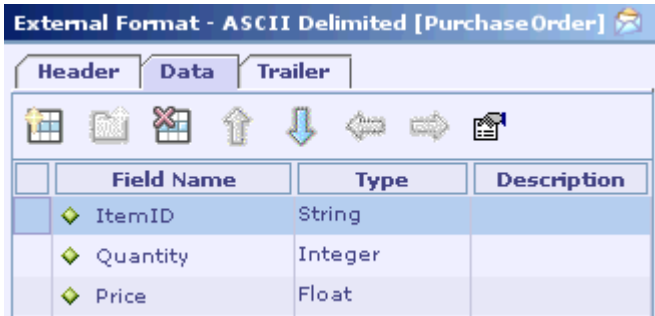 External Format - ASCII Delimited [PurchaseOrder]
Header Data Trailer
Field Name Type Description
ItemID String
Quantity Integer
Price Float